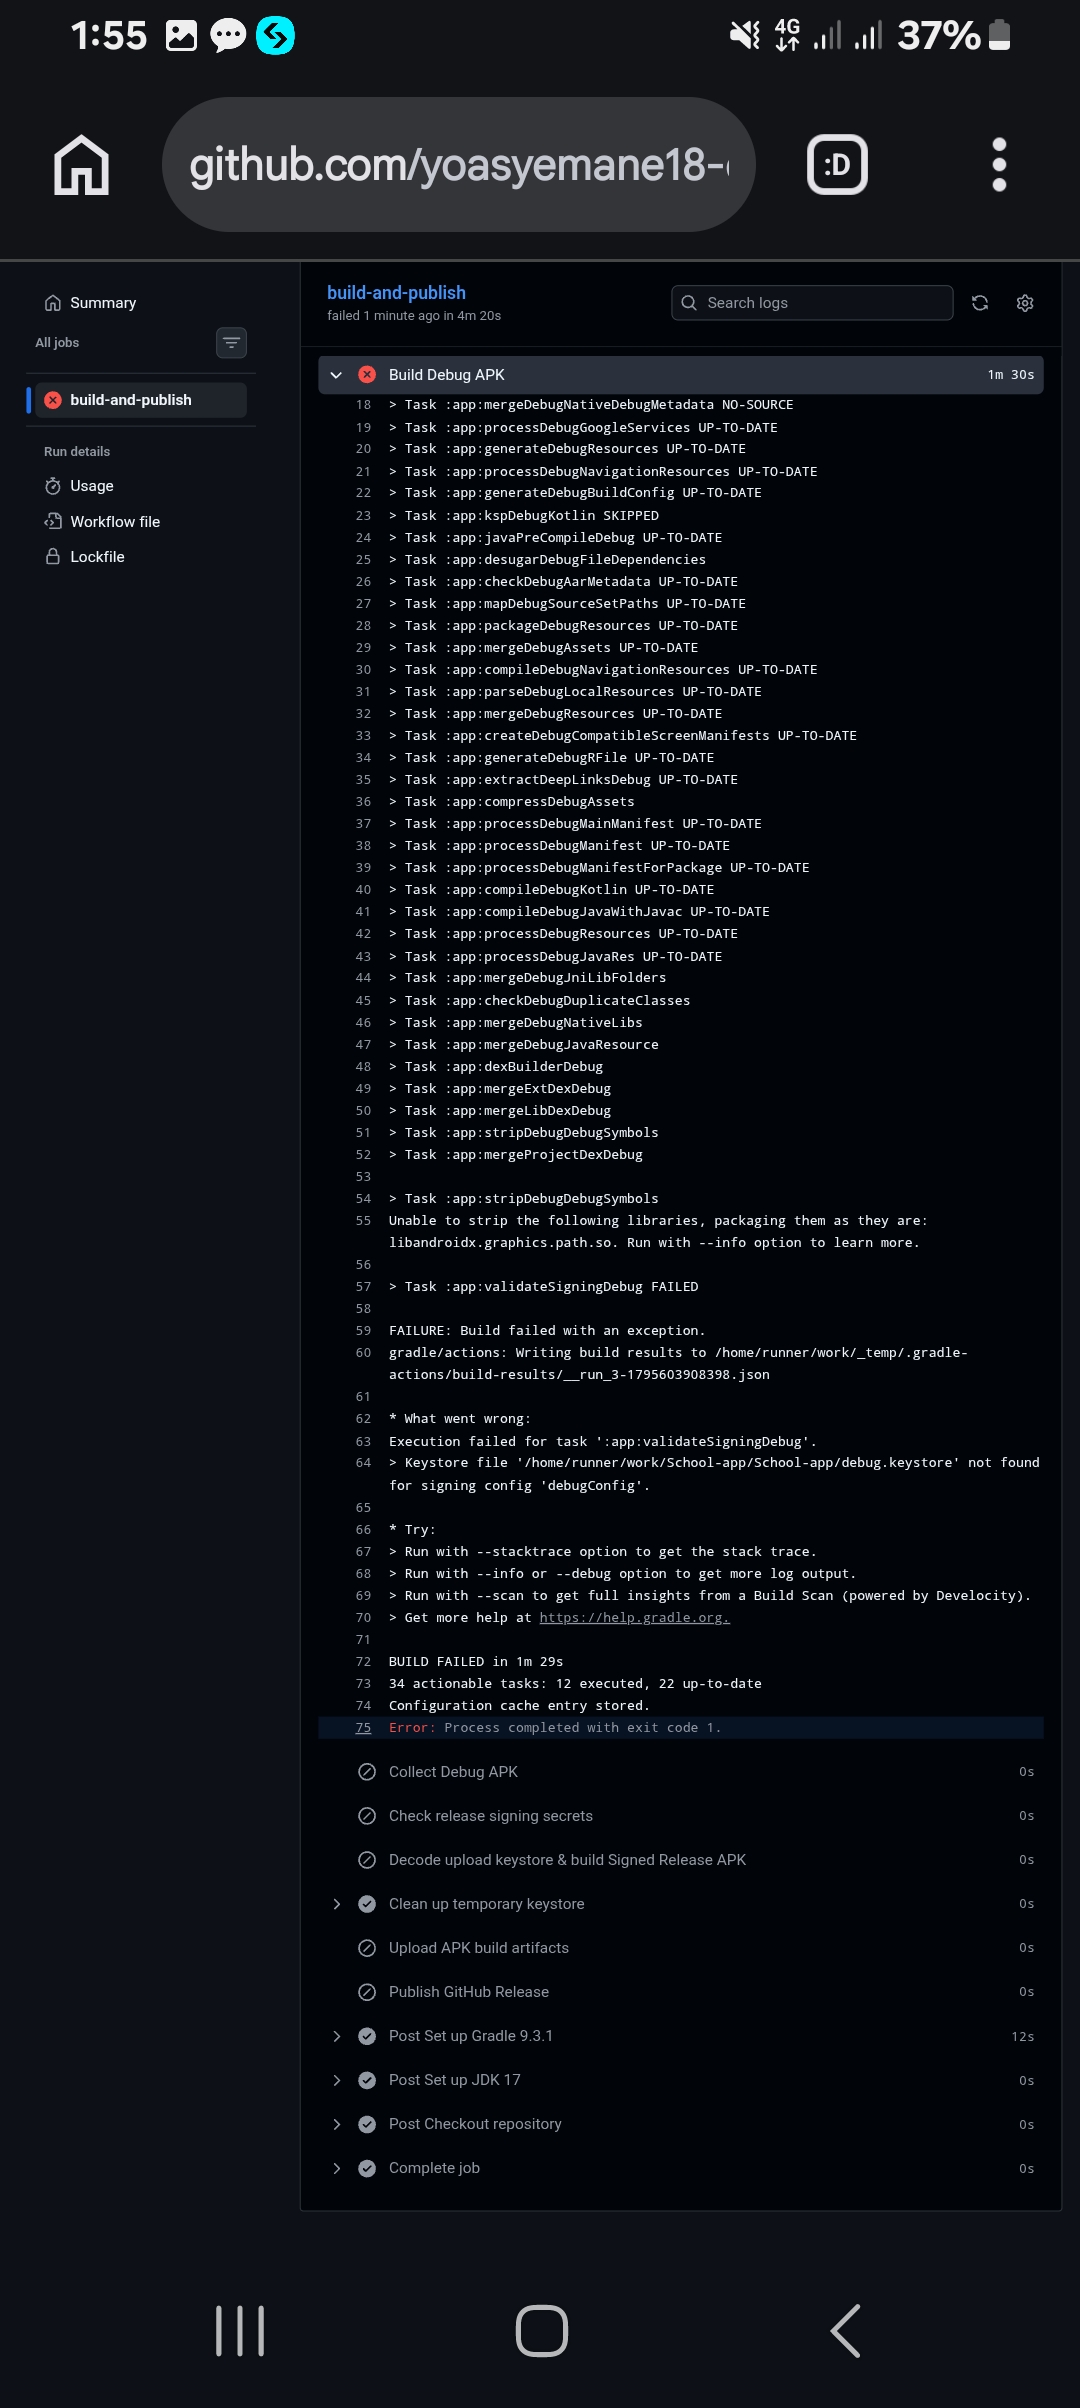 1:55
4G
37%
github.com/yoasyemane18-
:D
Summary
All jobs
build-and-publish
Run details
Usage
Workflow file
Lockfile
build-and-publish
failed 1 minute ago in 4m 20s
Search logs
Build Debug APK 1m 30s
18 > Task :app:mergeDebugNativeDebugMetadata NO-SOURCE
19 > Task :app:processDebugGoogleServices UP-TO-DATE
20 > Task :app:generateDebugResources UP-TO-DATE
21 > Task :app:processDebugNavigationResources UP-TO-DATE
22 > Task :app:generateDebugBuildConfig UP-TO-DATE
23 > Task :app:kspDebugKotlin SKIPPED
24 > Task :app:javaPreCompileDebug UP-TO-DATE
25 > Task :app:desugarDebugFileDependencies
26 > Task :app:checkDebugAarMetadata UP-TO-DATE
27 > Task :app:mapDebugSourceSetPaths UP-TO-DATE
28 > Task :app:packageDebugResources UP-TO-DATE
29 > Task :app:mergeDebugAssets UP-TO-DATE
30 > Task :app:compileDebugNavigationResources UP-TO-DATE
31 > Task :app:parseDebugLocalResources UP-TO-DATE
32 > Task :app:mergeDebugResources UP-TO-DATE
33 > Task :app:createDebugCompatibleScreenManifests UP-TO-DATE
34 > Task :app:generateDebugRFile UP-TO-DATE
35 > Task :app:extractDeepLinksDebug UP-TO-DATE
36 > Task :app:compressDebugAssets
37 > Task :app:processDebugMainManifest UP-TO-DATE
38 > Task :app:processDebugManifest UP-TO-DATE
39 > Task :app:processDebugManifestForPackage UP-TO-DATE
40 > Task :app:compileDebugKotlin UP-TO-DATE
41 > Task :app:compileDebugJavaWithJavac UP-TO-DATE
42 > Task :app:processDebugResources UP-TO-DATE
43 > Task :app:processDebugJavaRes UP-TO-DATE
44 > Task :app:mergeDebugJniLibFolders
45 > Task :app:checkDebugDuplicateClasses
46 > Task :app:mergeDebugNativeLibs
47 > Task :app:mergeDebugJavaResource
48 > Task :app:dexBuilderDebug
49 > Task :app:mergeExtDexDebug
50 > Task :app:mergeLibDexDebug
51 > Task :app:stripDebugDebugSymbols
52 > Task :app:mergeProjectDexDebug
53
54 > Task :app:stripDebugDebugSymbols
55 Unable to strip the following libraries, packaging them as they are:
libandroidx.graphics.path.so. Run with --info option to learn more.
56
57 > Task :app:validateSigningDebug FAILED
58
59 FAILURE: Build failed with an exception.
60 gradle/actions: Writing build results to /home/runner/work/_temp/.gradle-
actions/build-results/__run_3-1795603908398.json
61
62 * What went wrong:
63 Execution failed for task ':app:validateSigningDebug'.
64 > Keystore file '/home/runner/work/School-app/School-app/debug.keystore' not found
for signing config 'debugConfig'.
65
66 * Try:
67 > Run with --stacktrace option to get the stack trace.
68 > Run with --info or --debug option to get more log output.
69 > Run with --scan to get full insights from a Build Scan (powered by Develocity).
70 > Get more help at https://help.gradle.org.
71
72 BUILD FAILED in 1m 29s
73 34 actionable tasks: 12 executed, 22 up-to-date
74 Configuration cache entry stored.
75 Error: Process completed with exit code 1.
Collect Debug APK 0s
Check release signing secrets 0s
Decode upload keystore & build Signed Release APK 0s
Clean up temporary keystore 0s
Upload APK build artifacts 0s
Publish GitHub Release 0s
Post Set up Gradle 9.3.1 12s
Post Set up JDK 17 0s
Post Checkout repository 0s
Complete job 0s